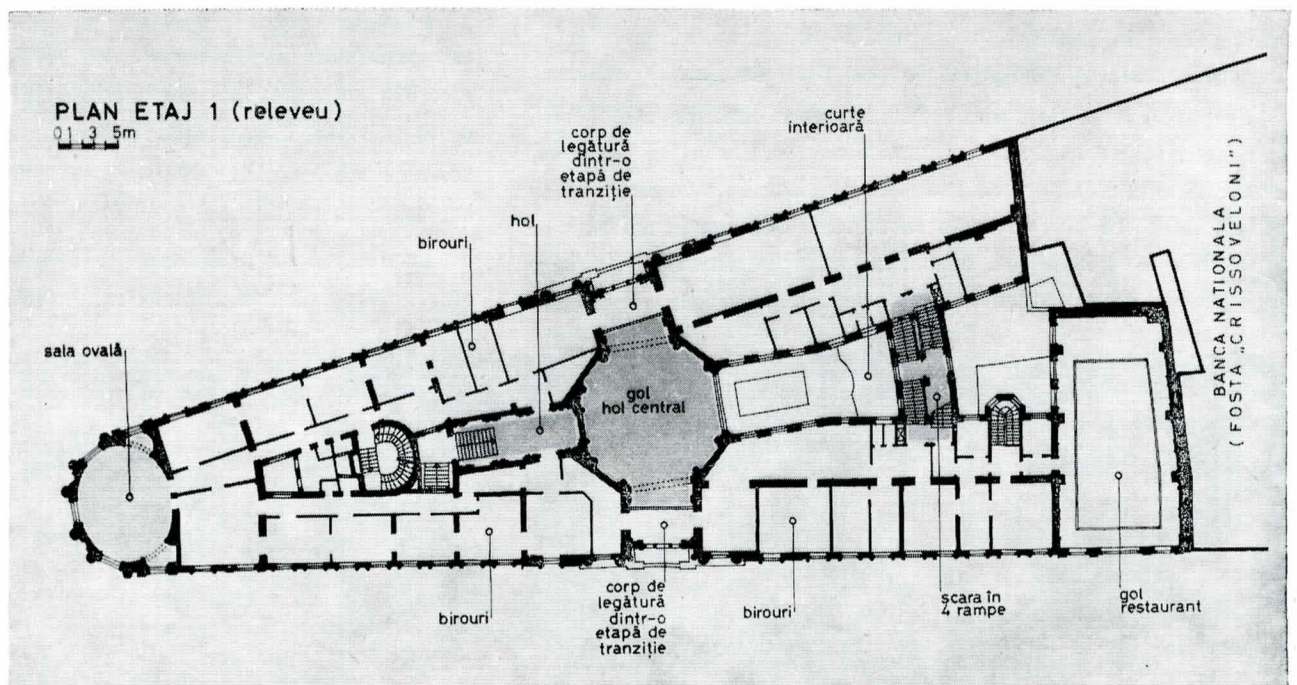 PLAN ETAJ 1 (releveu)
0 1 3 5m
corp de
legătură
dintr-o
etapă de
tranziție
curte
interioară
hol
birouri
sala ovală
gol
hol central
BANCA NATIONALA
(FOSTA „CRISSOVELONI")
birouri
corp de
legătură
dintr-o
etapă de
tranziție
birouri
scara în
4 rampe
gol
restaurant